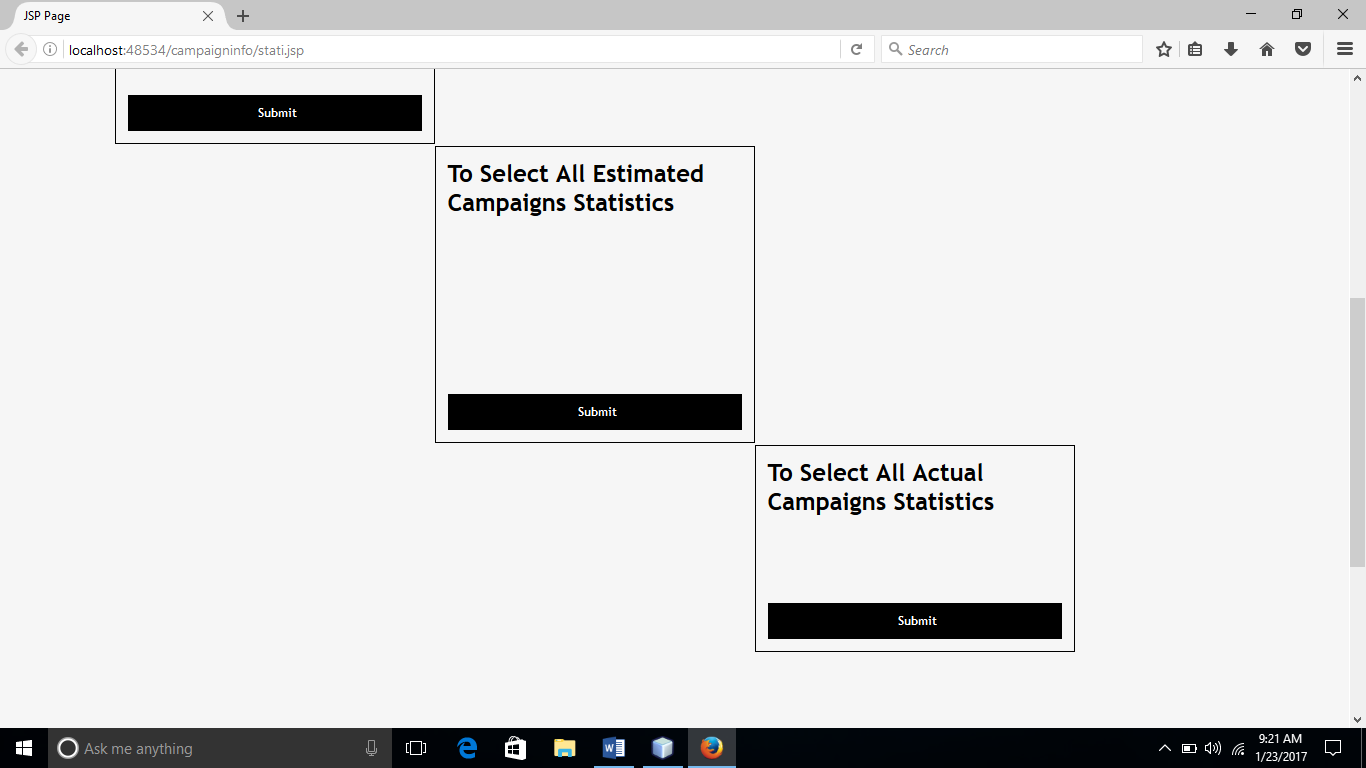 JSP Page
localhost:48534/campaigninfo/stati.jsp
Search
Submit
To Select All Estimated
Campaigns Statistics
Submit
To Select All Actual
Campaigns Statistics
Submit
Ask me anything
9:21 AM
1/23/2017